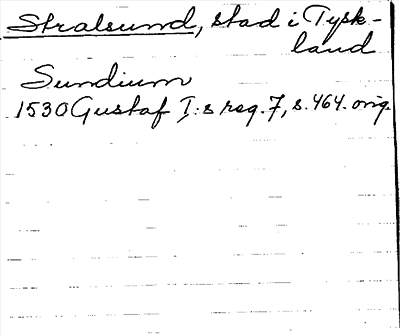 Stralsund, stad i Tysk-
land
Sundium
1530 Gustaf I:s reg. 7, s. 464. orig.